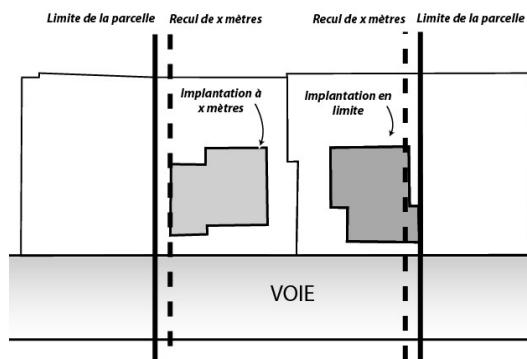 Limite de la parcelle Recul de x mètres Recul de x mètres Limite de la parcelle
Implantation à
x mètres
Implantation en
limite
VOIE